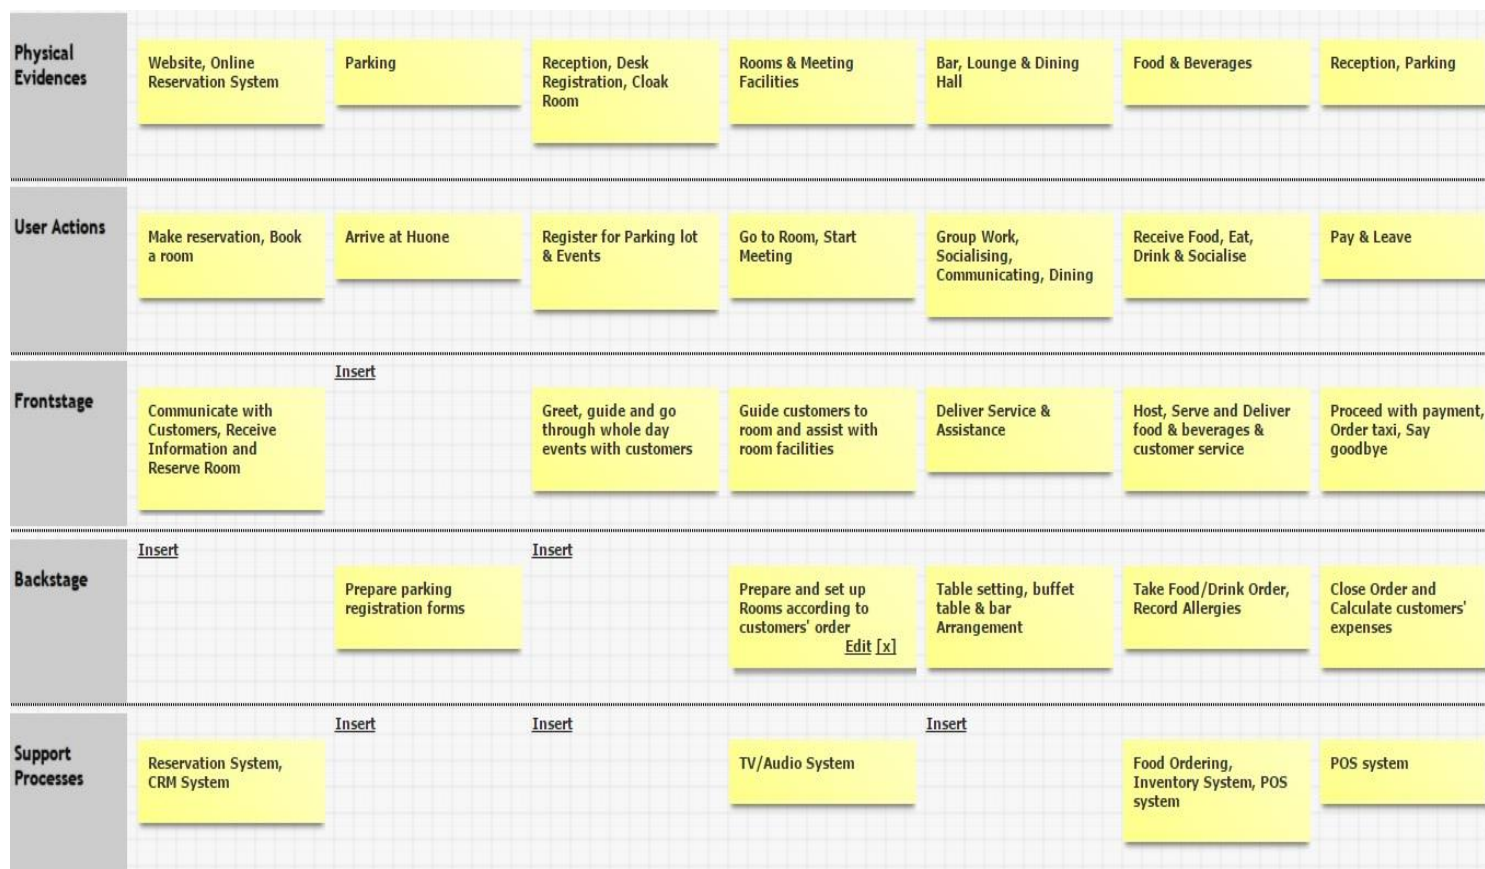 Physical
Evidences
Website, Online
Reservation System
Parking
Reception, Desk
Registration, Cloak
Room
Rooms & Meeting
Facilities
Bar, Lounge & Dining
Hall
Food & Beverages
Reception, Parking
User Actions
Make reservation, Book
a room
Arrive at Huone
Register for Parking lot
& Events
Go to Room, Start
Meeting
Group Work,
Socialising,
Communicating, Dining
Receive Food, Eat,
Drink & Socialise
Pay & Leave
Frontstage
Communicate with
Customers, Receive
Information and
Reserve Room
Insert
Greet, guide and go
through whole day
events with customers
Guide customers to
room and assist with
room facilities
Deliver Service &
Assistance
Host, Serve and Deliver
food & beverages &
customer service
Proceed with payment,
Order taxi, Say
goodbye
Backstage
Insert
Prepare parking
registration forms
Insert
Prepare and set up
Rooms according to
customers' order
Edit [x]
Table setting, buffet
table & bar
Arrangement
Take Food/Drink Order,
Record Allergies
Close Order and
Calculate customers'
expenses
Support
Processes
Reservation System,
CRM System
Insert
Insert
TV/Audio System
Insert
Food Ordering,
Inventory System, POS
system
POS system